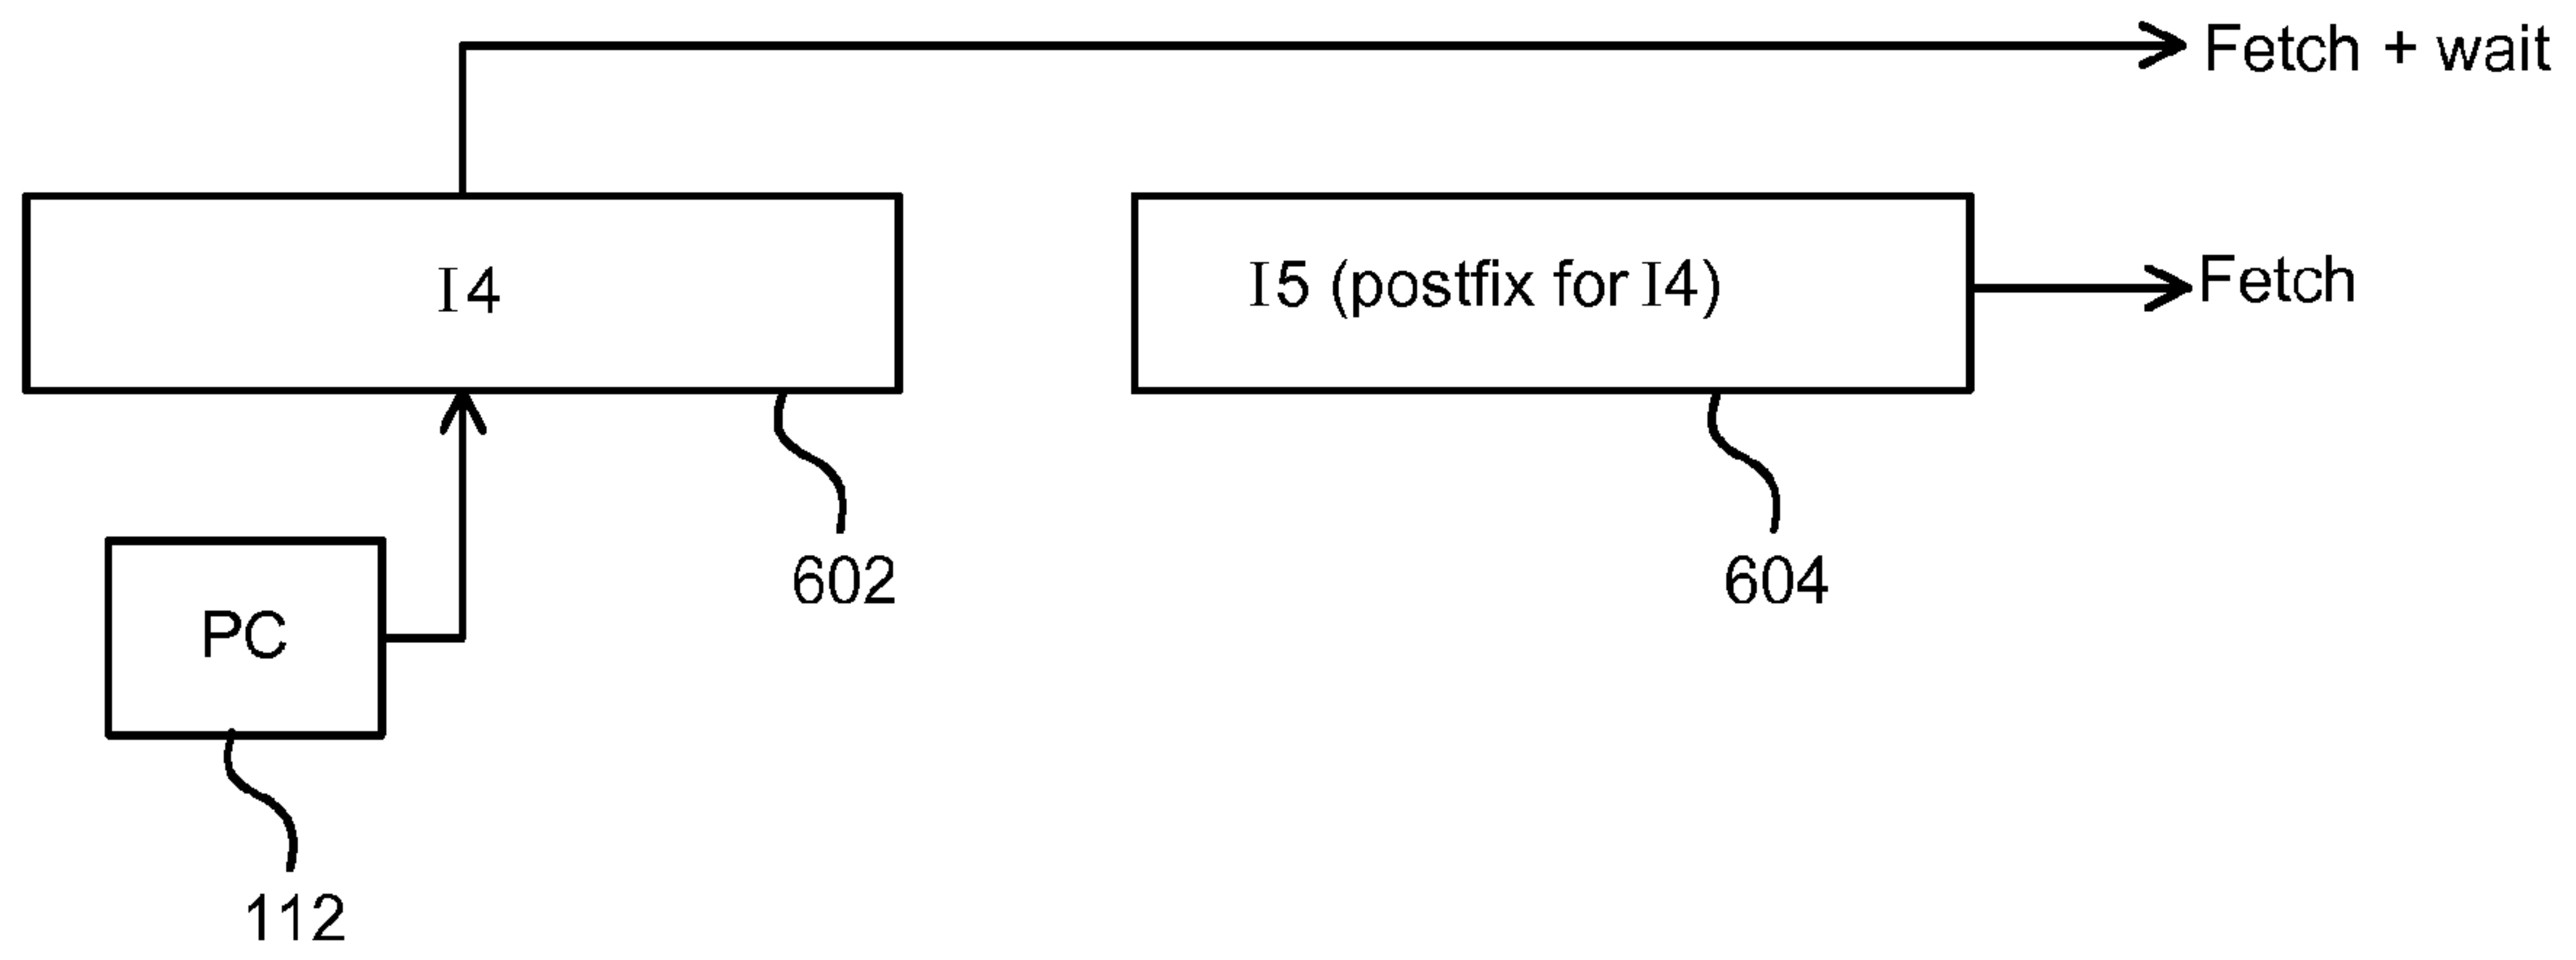 Fetch + wait
I4
I5 (postfix for I4)
Fetch
602
604
PC
112